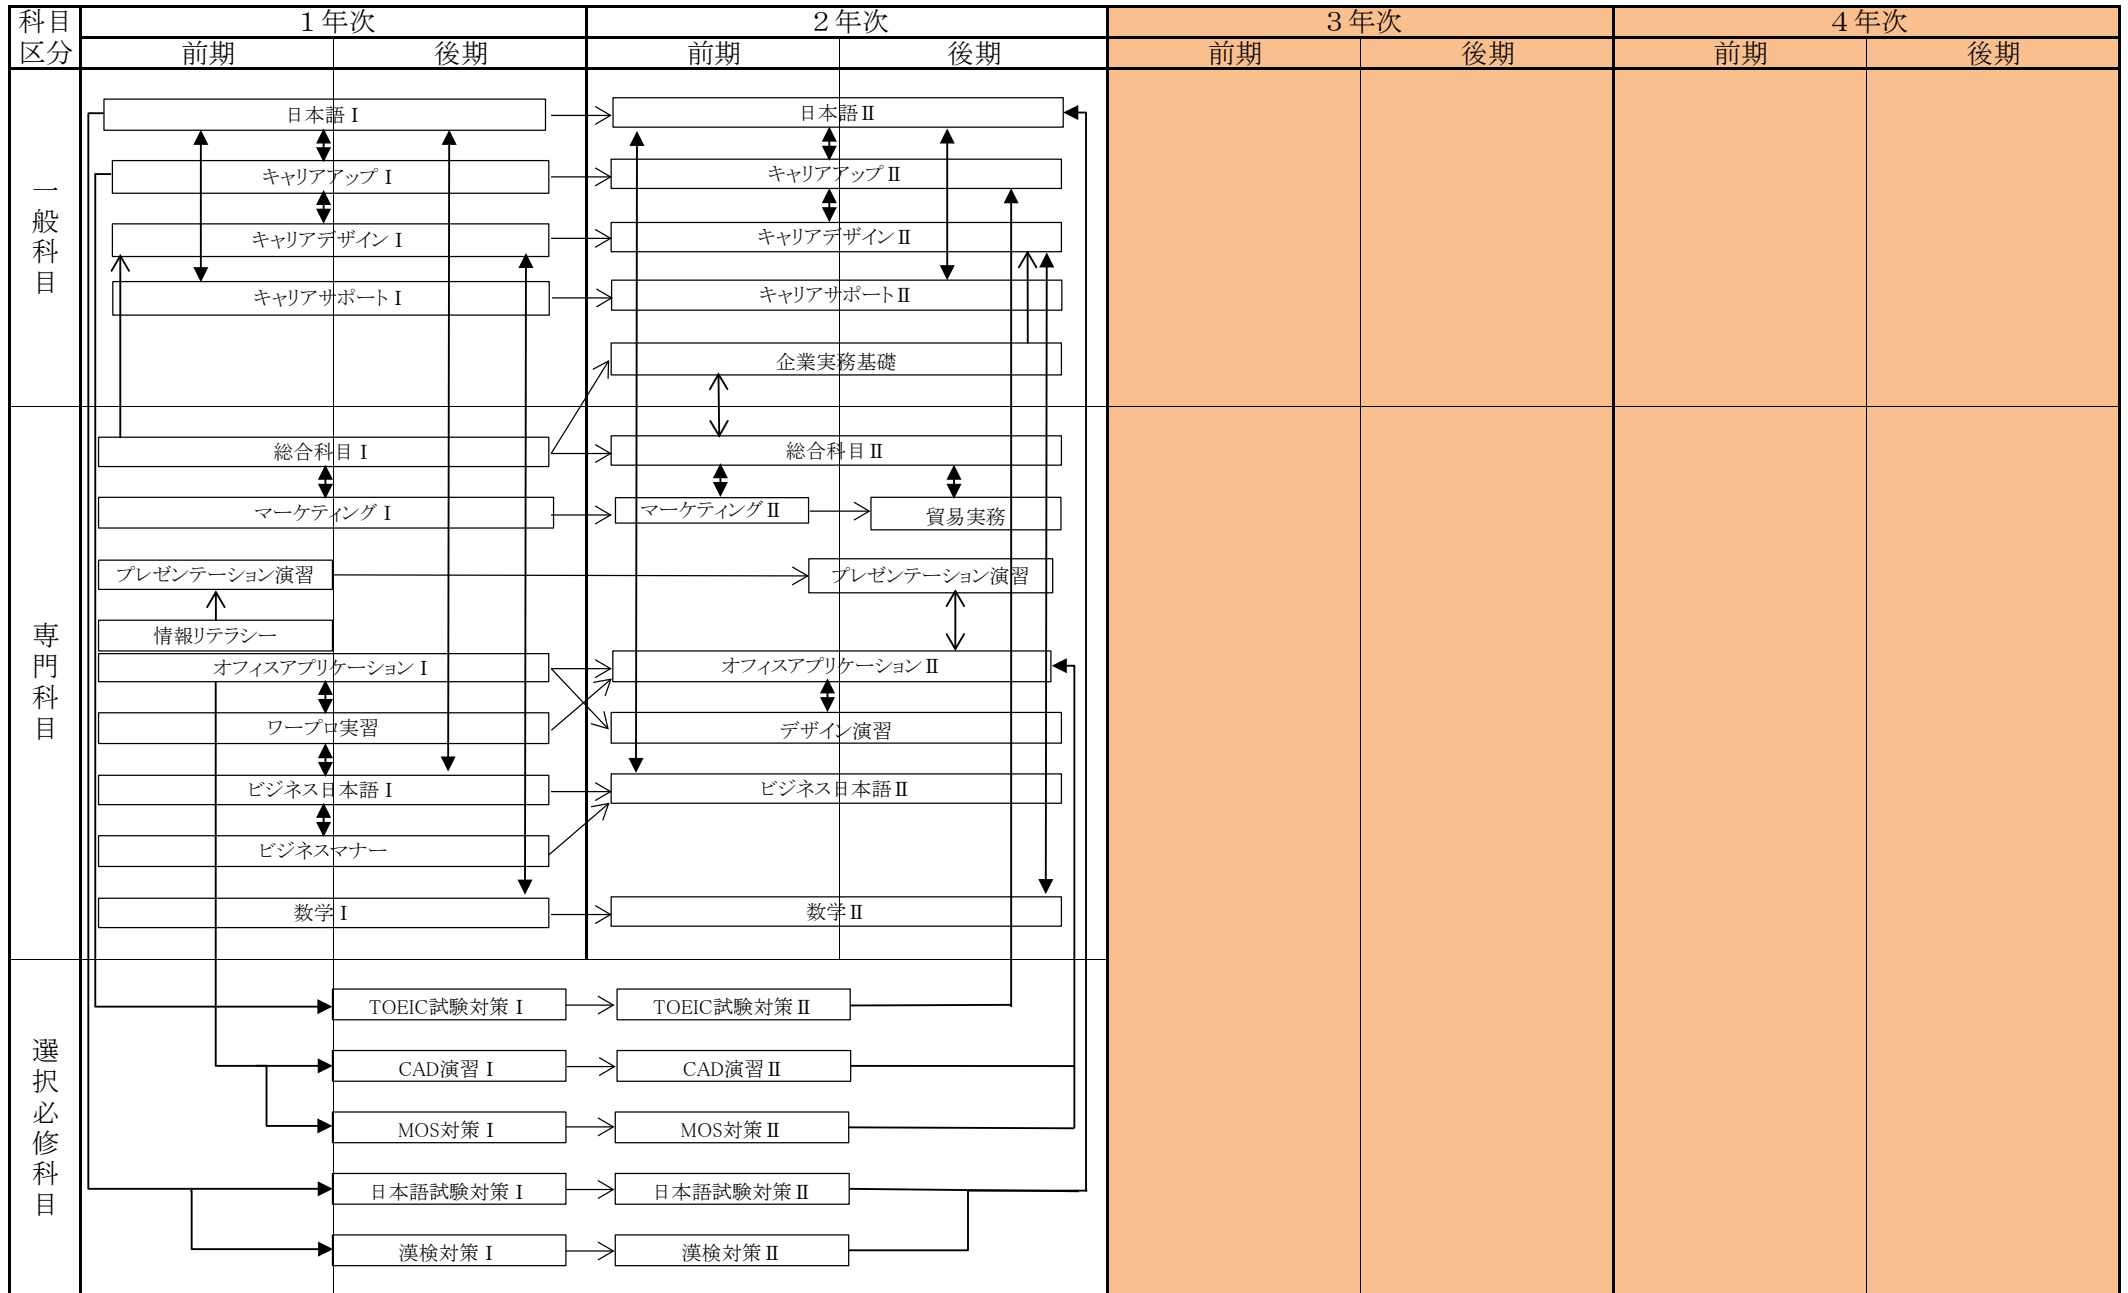 科目
区分
１年次
２年次
３年次
４年次
前期
後期
前期
後期
前期
後期
前期
後期
一般科目
日本語Ⅰ
日本語Ⅱ
キャリアアップⅠ
キャリアアップⅡ
キャリアデザインⅠ
キャリアデザインⅡ
キャリアサポートⅠ
キャリアサポートⅡ
企業実務基礎
専門科目
総合科目Ⅰ
総合科目Ⅱ
マーケティングⅠ
マーケティングⅡ
貿易実務
プレゼンテーション演習
プレゼンテーション演習
情報リテラシー
オフィスアプリケーションⅠ
オフィスアプリケーションⅡ
ワープロ実習
デザイン演習
ビジネス日本語Ⅰ
ビジネス日本語Ⅱ
ビジネスマナー
数学Ⅰ
数学Ⅱ
選択必修科目
TOEIC試験対策Ⅰ
TOEIC試験対策Ⅱ
CAD演習Ⅰ
CAD演習Ⅱ
MOS対策Ⅰ
MOS対策Ⅱ
日本語試験対策Ⅰ
日本語試験対策Ⅱ
漢検対策Ⅰ
漢検対策Ⅱ